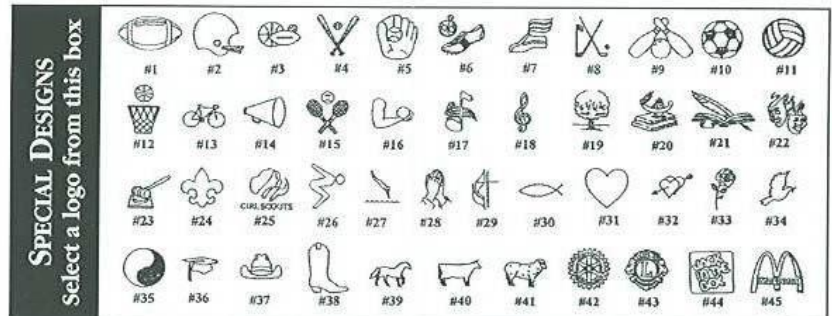 SPECIAL DESIGNS
Select a logo from this box
#1 #2 #3 #4 #5 #6 #7 #8 #9 #10 #11
#12 #13 #14 #15 #16 #17 #18 #19 #20 #21 #22
GIRL SCOUTS
#23 #24 #25 #26 #27 #28 #29 #30 #31 #32 #33 #34
L
#35 #36 #37 #38 #39 #40 #41 #42 #43 #44 #45